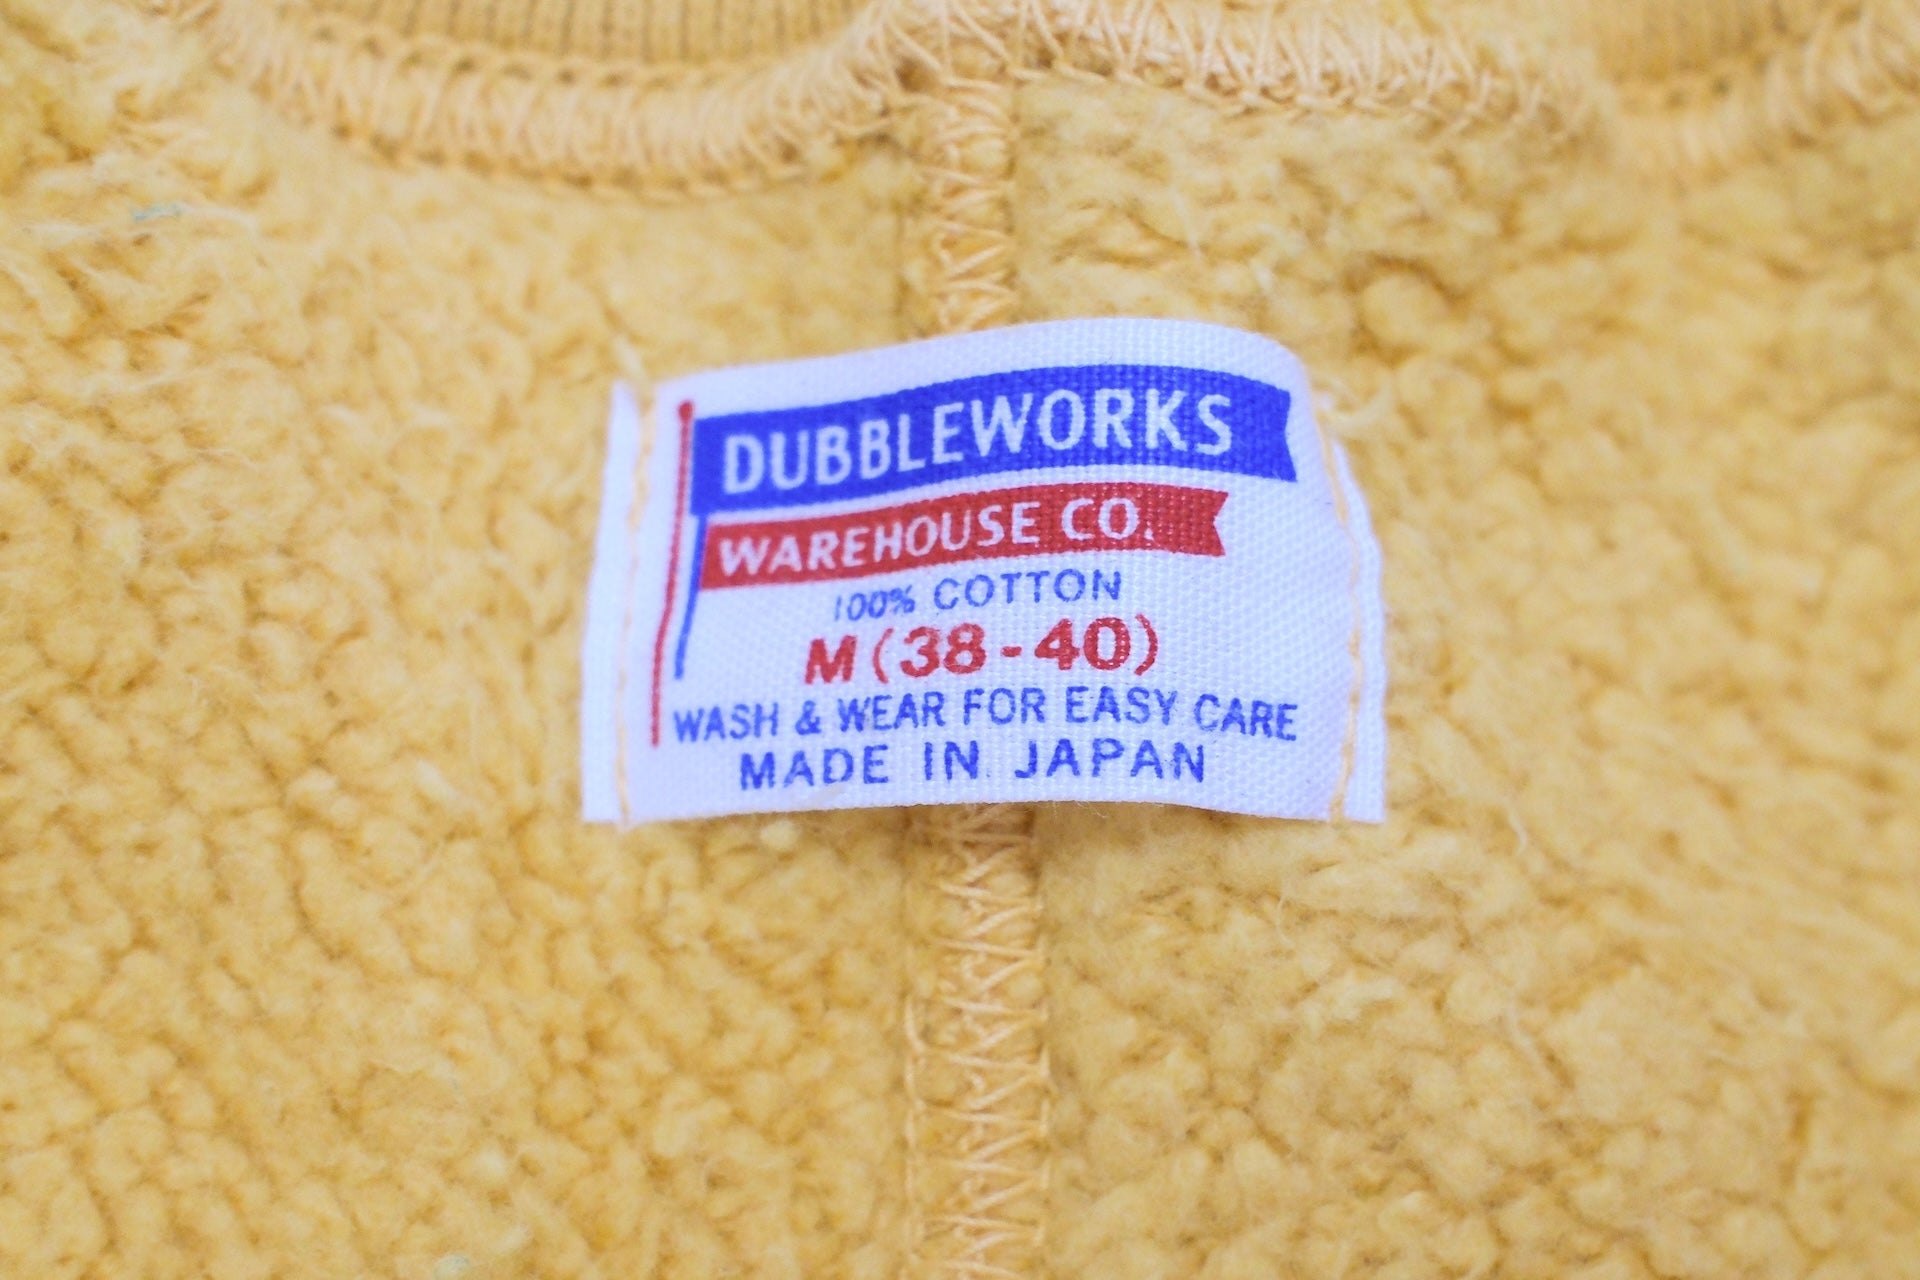 DUBBLEWORKS
WAREHOUSE CO.
100% COTTON
M (38-40)
WASH & WEAR FOR EASY CARE
MADE IN JAPAN